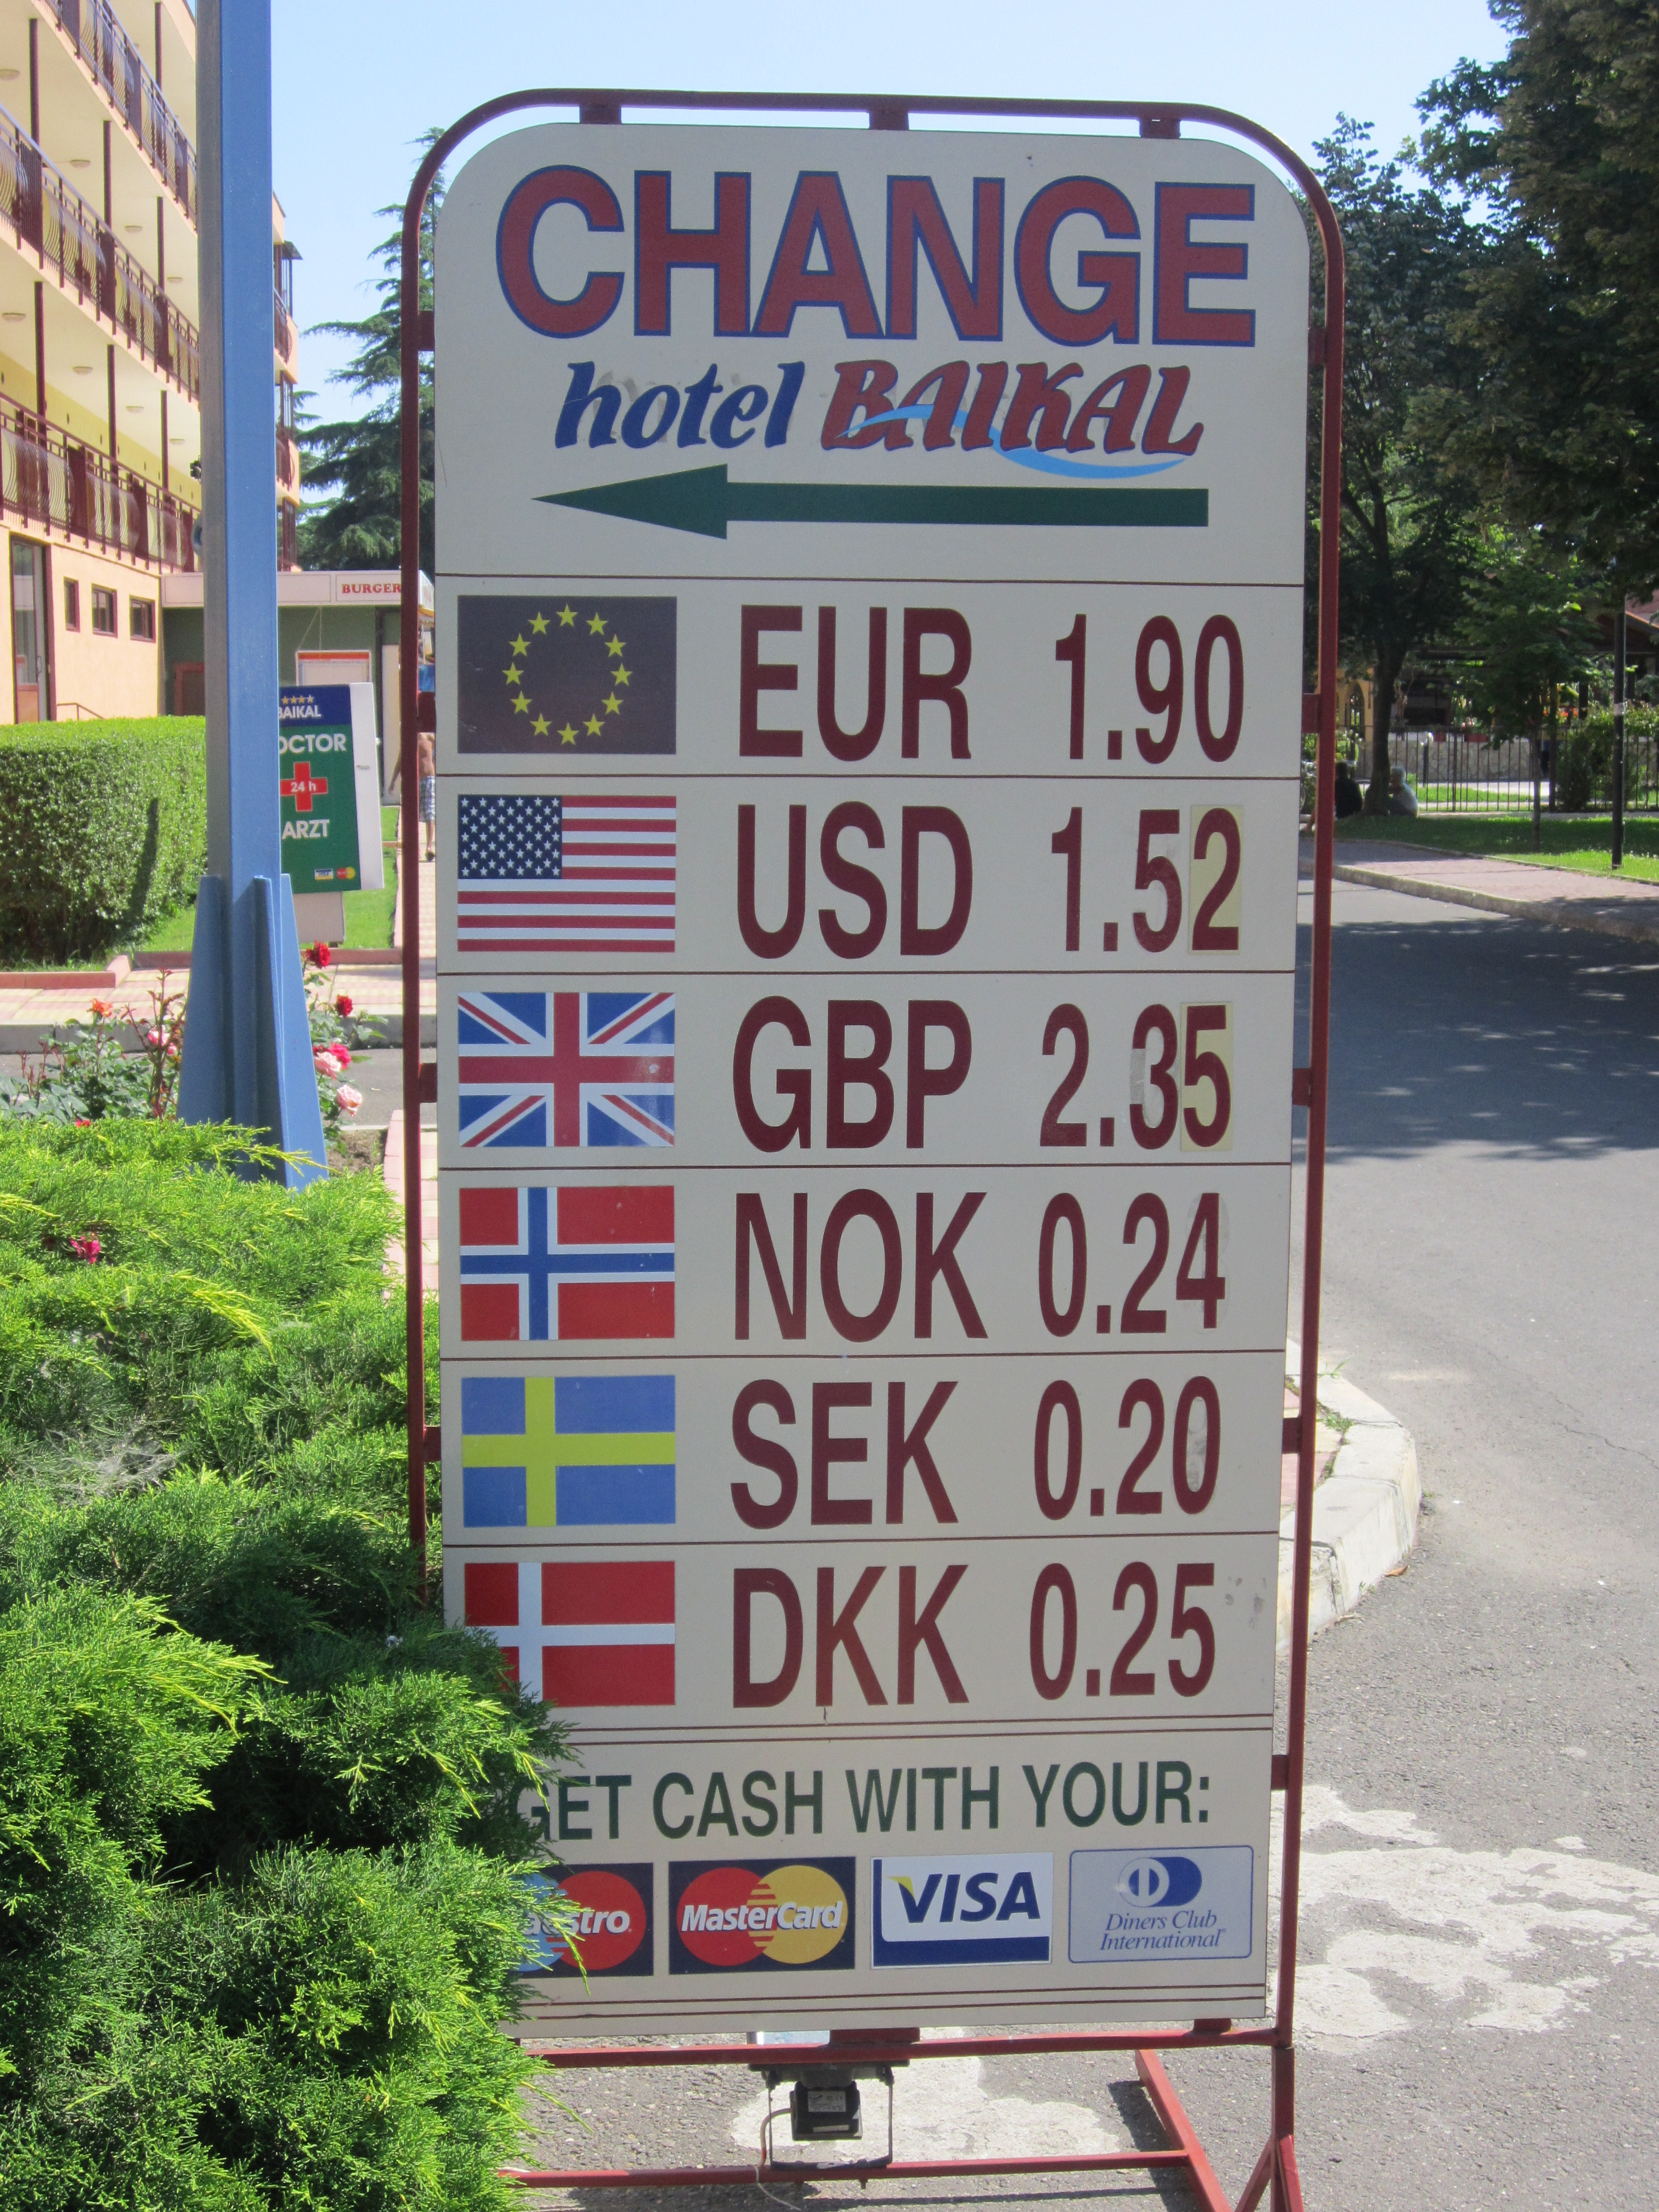 CHANGE
hotel BAIKAL
EUR 1.90
USD 1.52
GBP 2.35
NOK 0.24
SEK 0.20
DKK 0.25
GET CASH WITH YOUR:
MasterCard
VISA
Diners Club
International
BURGER
BAIKAL
24 h
ARZT